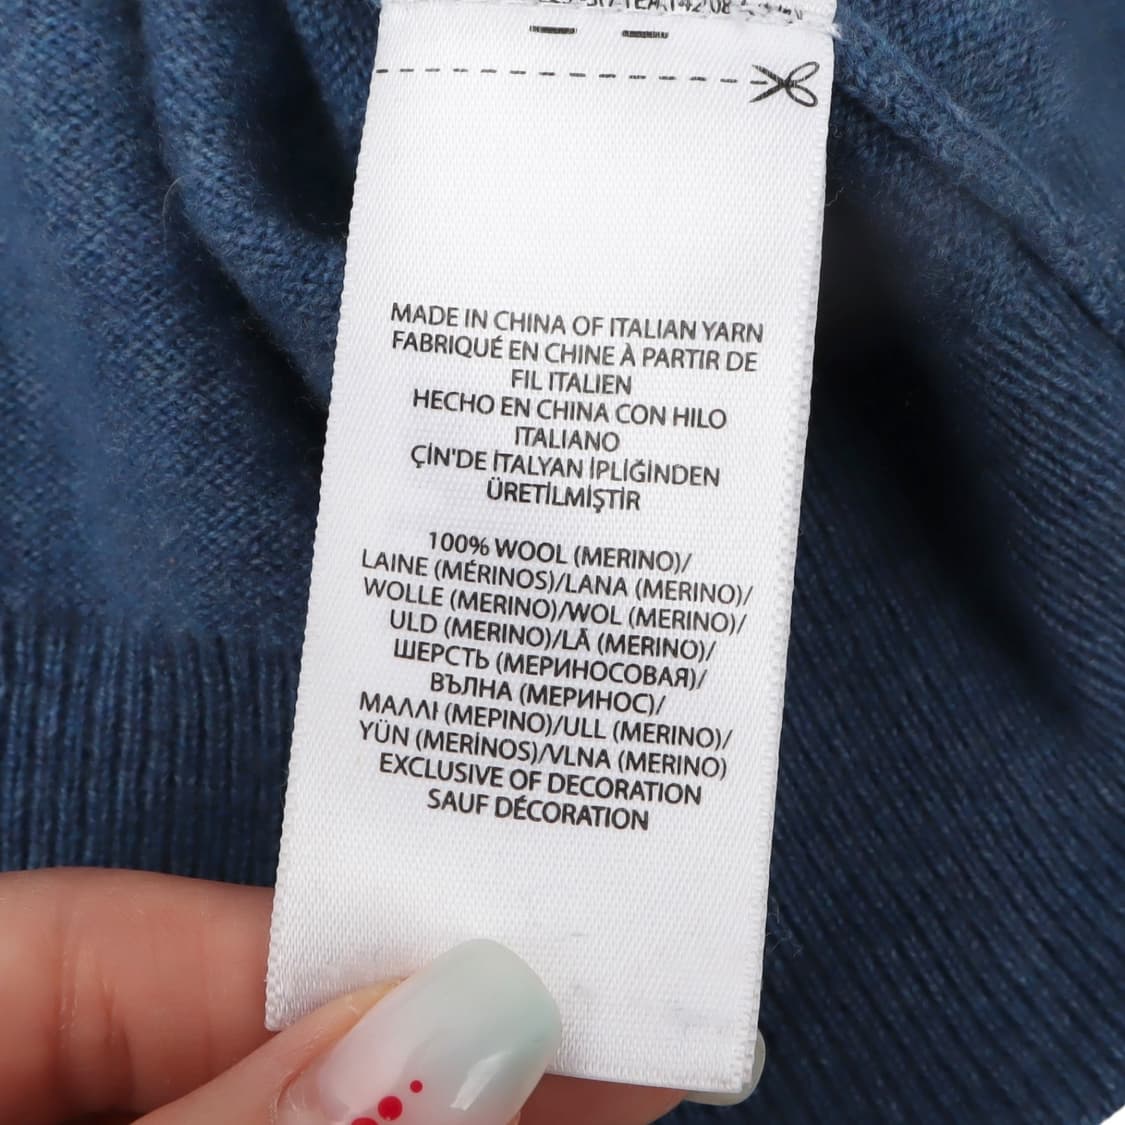 MADE IN CHINA OF ITALIAN YARN
FABRIQUÉ EN CHINE À PARTIR DE
FIL ITALIEN
HECHO EN CHINA CON HILO
ITALIANO
ÇİN'DE İTALYAN İPLİĞİNDEN
ÜRETİLMİŞTİR
100% WOOL (MERINO)/
LAINE (MÉRINOS)/LANA (MERINO)/
WOLLE (MERINO)/WOL (MERINO)/
ULD (MERINO)/LÃ (MERINO)/
ШЕРСТЬ (МЕРИНОСОВАЯ)/
ВЪЛНА (МЕРИНОС)/
ΜΑΛΛΙ (ΜΕΡΙΝΟ)/ULL (MERINO)/
YÜN (MERİNOS)/VLNA (MERINO)
EXCLUSIVE OF DECORATION
SAUF DÉCORATION